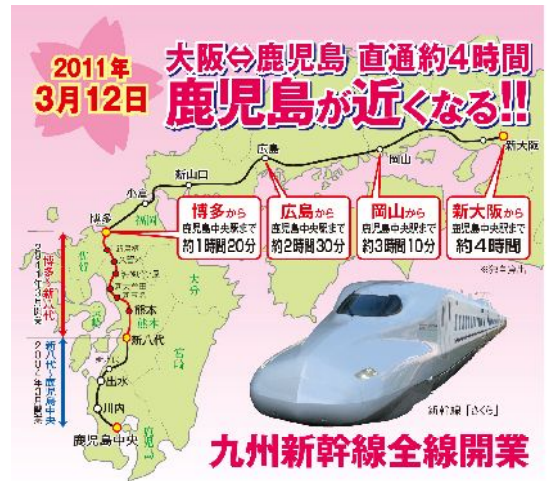 2011年
3月12日
大阪⇔鹿児島 直通約4時間
鹿児島が近くなる!!
新大阪
岡山
広島
新山口
小倉
博多
福岡
博多から
鹿児島中央駅まで
約1時間20分
広島から
鹿児島中央駅まで
約2時間30分
岡山から
鹿児島中央駅まで
約3時間10分
新大阪から
鹿児島中央駅まで
約4時間
佐賀
大分
長崎
熊本
熊本
新八代
宮崎
出水
川内
鹿児島中央
鹿児島
博多~新八代
新八代~鹿児島中央
新幹線「さくら」
九州新幹線全線開業